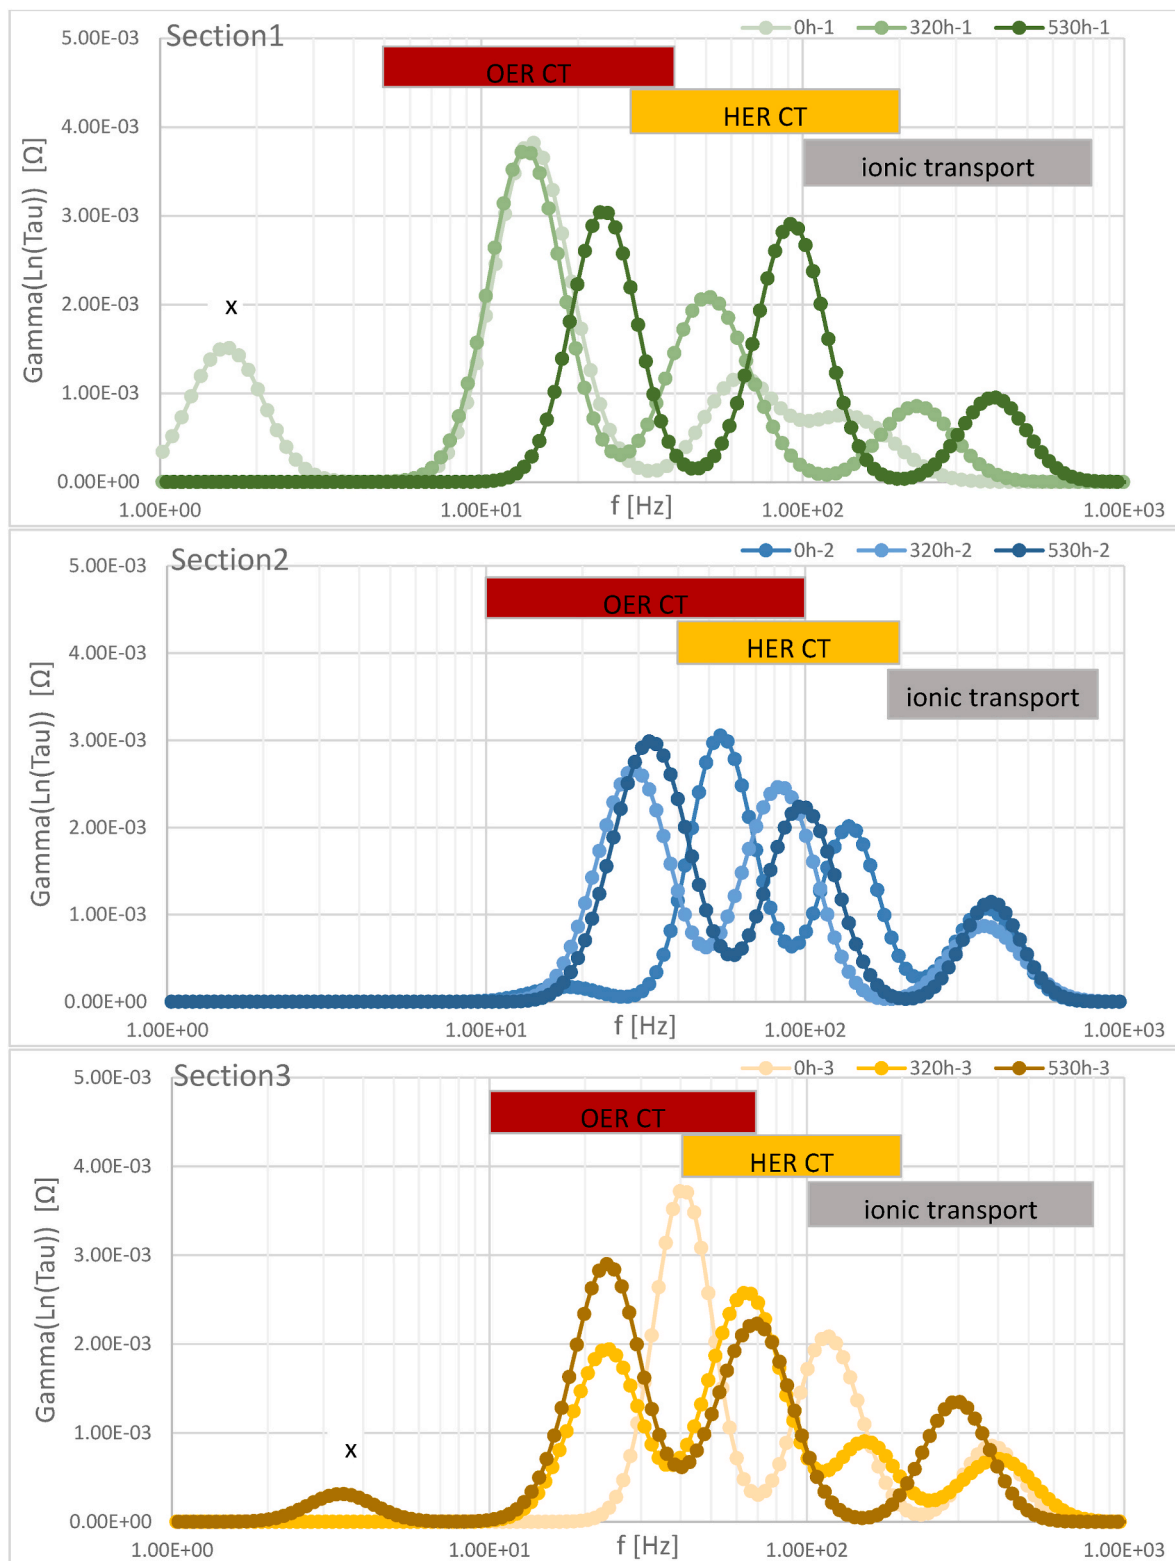 Section1
0h-1 320h-1 530h-1
5.00E-03
OER CT
4.00E-03
HER CT
ionic transport
3.00E-03
2.00E-03
x
1.00E-03
0.00E+00
Gamma(Ln(Tau)) [Ω]
1.00E+00 1.00E+01 f [Hz] 1.00E+02 1.00E+03
Section2
0h-2 320h-2 530h-2
5.00E-03
OER CT
4.00E-03
HER CT
ionic transport
3.00E-03
2.00E-03
1.00E-03
0.00E+00
Gamma(Ln(Tau)) [Ω]
1.00E+00 1.00E+01 f [Hz] 1.00E+02 1.00E+03
Section3
0h-3 320h-3 530h-3
5.00E-03
OER CT
4.00E-03
HER CT
ionic transport
3.00E-03
2.00E-03
1.00E-03
x
0.00E+00
Gamma(Ln(Tau)) [Ω]
1.00E+00 1.00E+01 f [Hz] 1.00E+02 1.00E+03